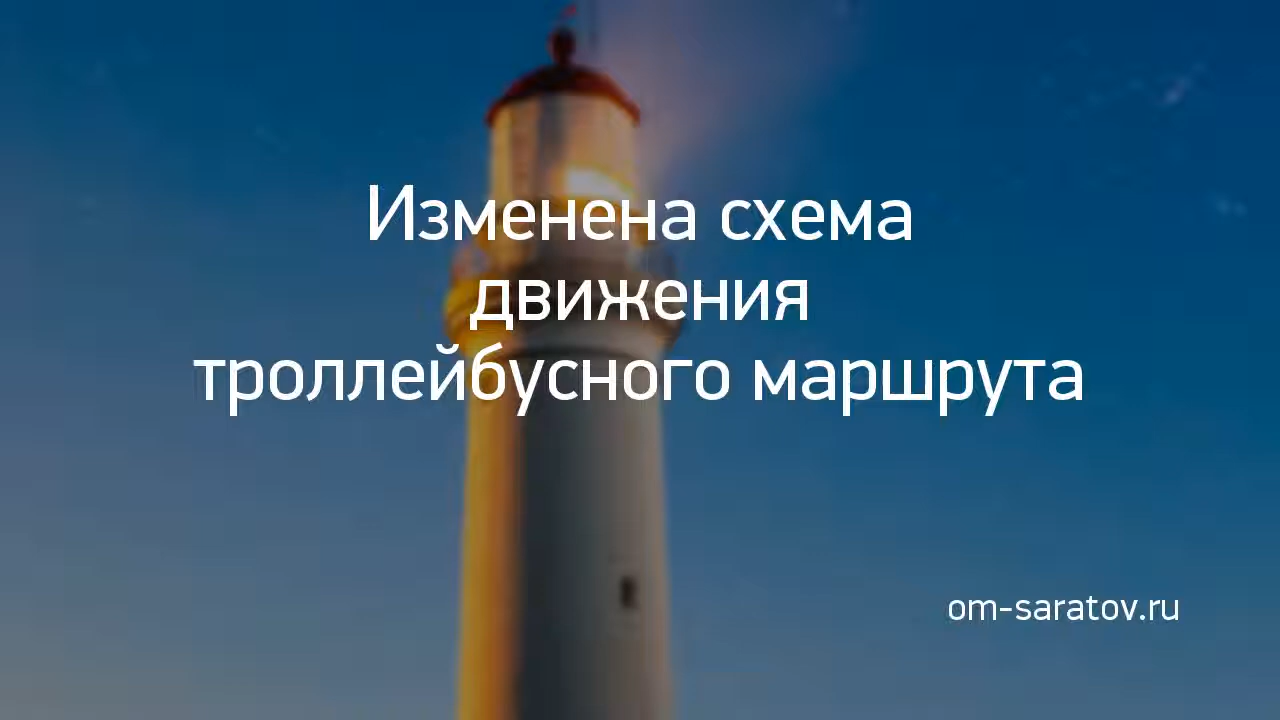 Изменена схема
движения
троллейбусного маршрута
om-saratov.ru